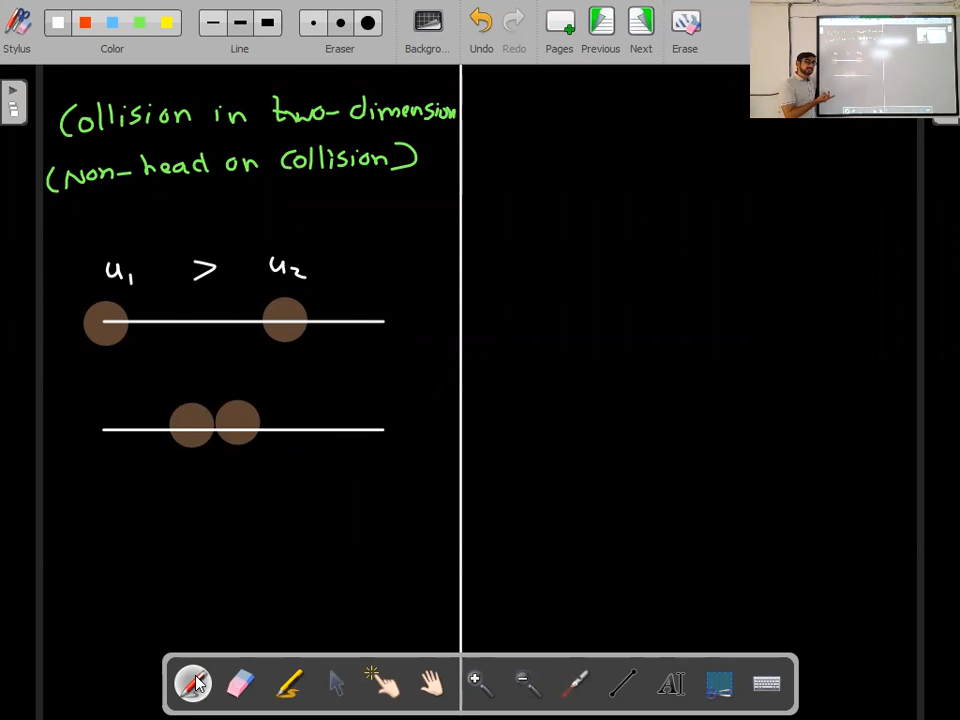 Stylus
Color
Line
Eraser
Backgro...
Undo
Redo
Pages
Previous
Next
Erase
Collision in two-dimension
(Non-head on Collision)
u₁ > u₂
AI